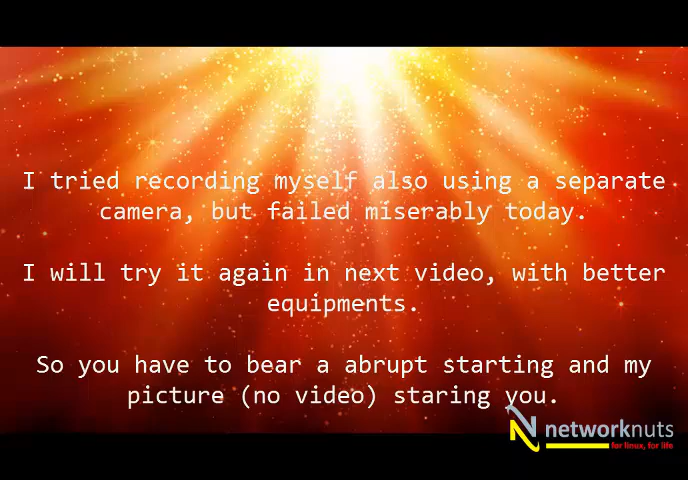 I tried recording myself also using a separate
camera, but failed miserably today.
I will try it again in next video, with better
equipments.
So you have to bear a abrupt starting and my
picture (no video) staring you.
networknuts
for linux, for life